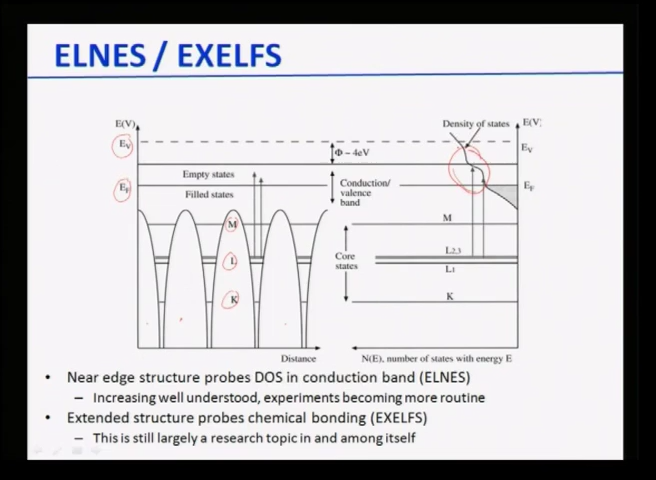 ELNES / EXELFS
E(V)
Density of states
E(V)
Ev
Φ ~ 4eV
Ev
Empty states
Filled states
Conduction/
valence
band
EF
EF
M
M
L
Core
states
L2,3
L1
K
K
Distance
N(E), number of states with energy E
• Near edge structure probes DOS in conduction band (ELNES)
– Increasing well understood, experiments becoming more routine
• Extended structure probes chemical bonding (EXELFS)
– This is still largely a research topic in and among itself